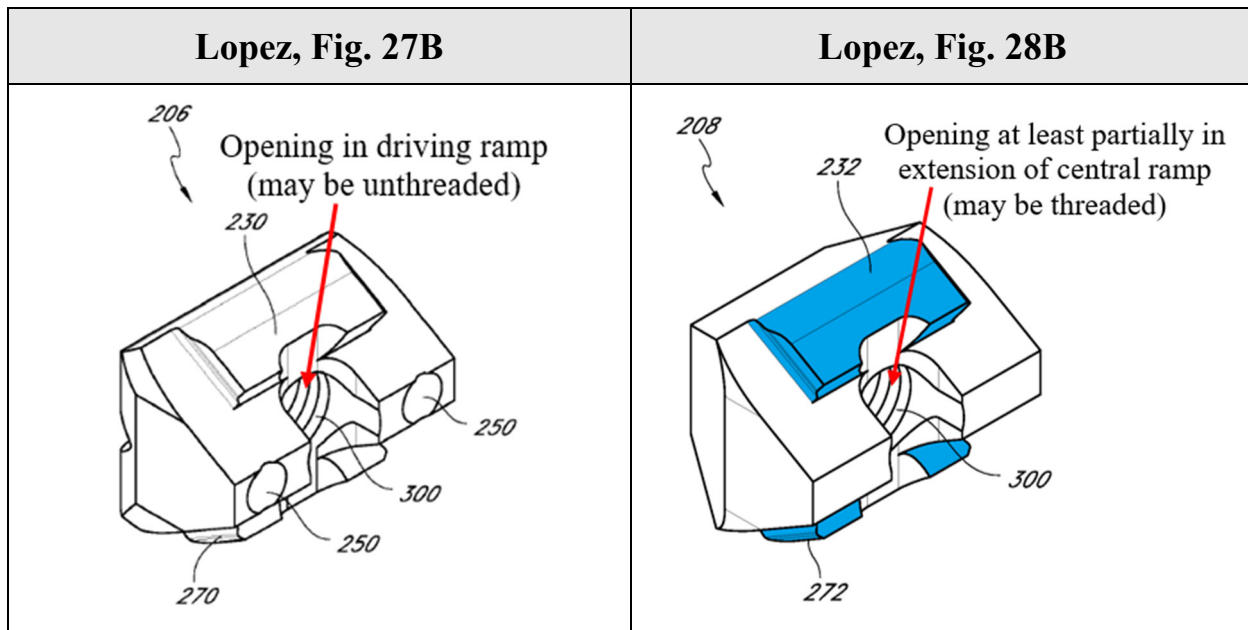 Lopez, Fig. 27B
Lopez, Fig. 28B
206
Opening in driving ramp
(may be unthreaded)
230
250
300
250
270
208
Opening at least partially in
extension of central ramp
(may be threaded)
232
300
272